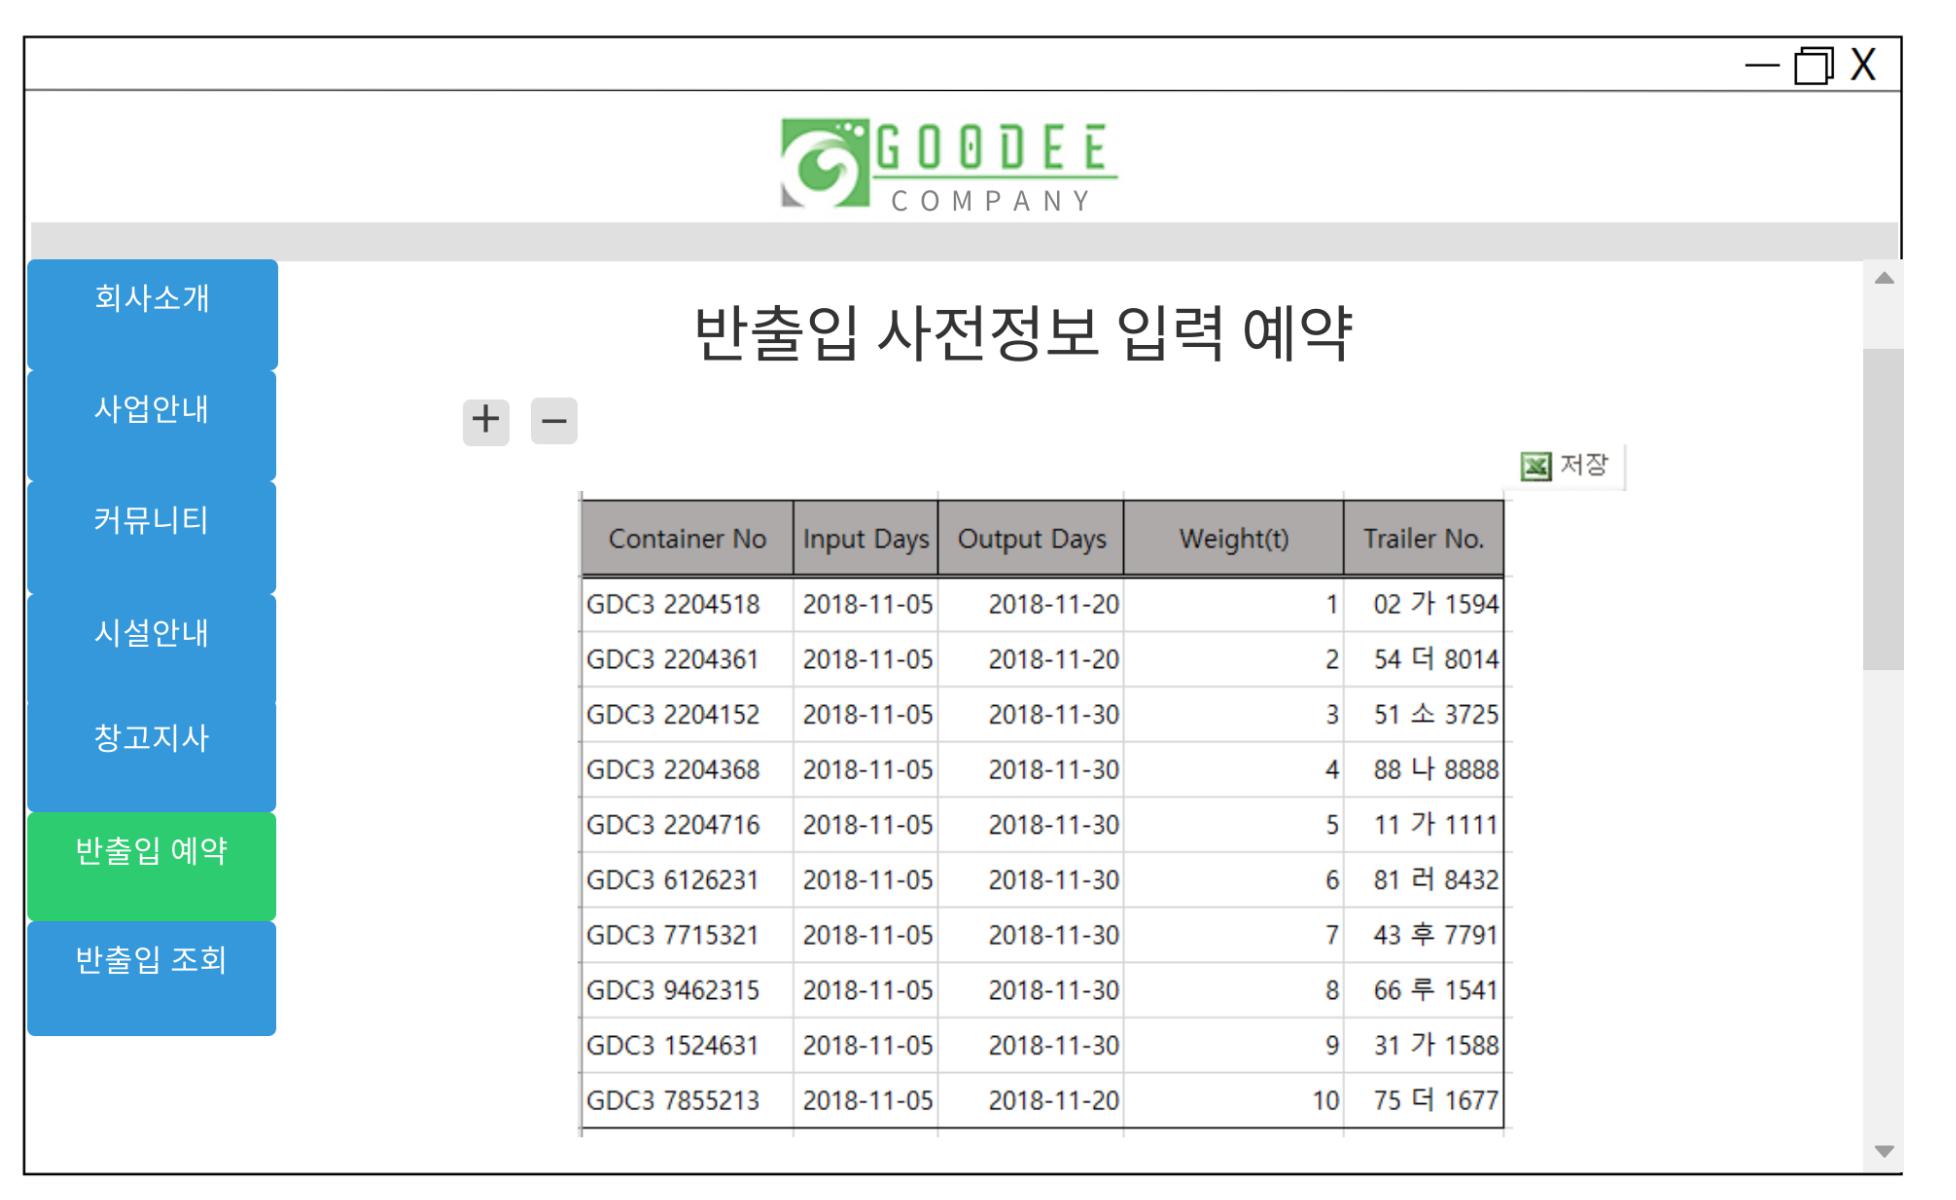 X
GOODEE
COMPANY
회사소개
사업안내
커뮤니티
시설안내
창고지사
반출입 예약
반출입 조회
반출입 사전정보 입력 예약
+ −
저장
Container No Input Days Output Days Weight(t) Trailer No.
GDC3 2204518 2018-11-05 2018-11-20 1 02 가 1594
GDC3 2204361 2018-11-05 2018-11-20 2 54 더 8014
GDC3 2204152 2018-11-05 2018-11-30 3 51 소 3725
GDC3 2204368 2018-11-05 2018-11-30 4 88 나 8888
GDC3 2204716 2018-11-05 2018-11-30 5 11 가 1111
GDC3 6126231 2018-11-05 2018-11-30 6 81 러 8432
GDC3 7715321 2018-11-05 2018-11-30 7 43 후 7791
GDC3 9462315 2018-11-05 2018-11-30 8 66 루 1541
GDC3 1524631 2018-11-05 2018-11-30 9 31 가 1588
GDC3 7855213 2018-11-05 2018-11-20 10 75 더 1677